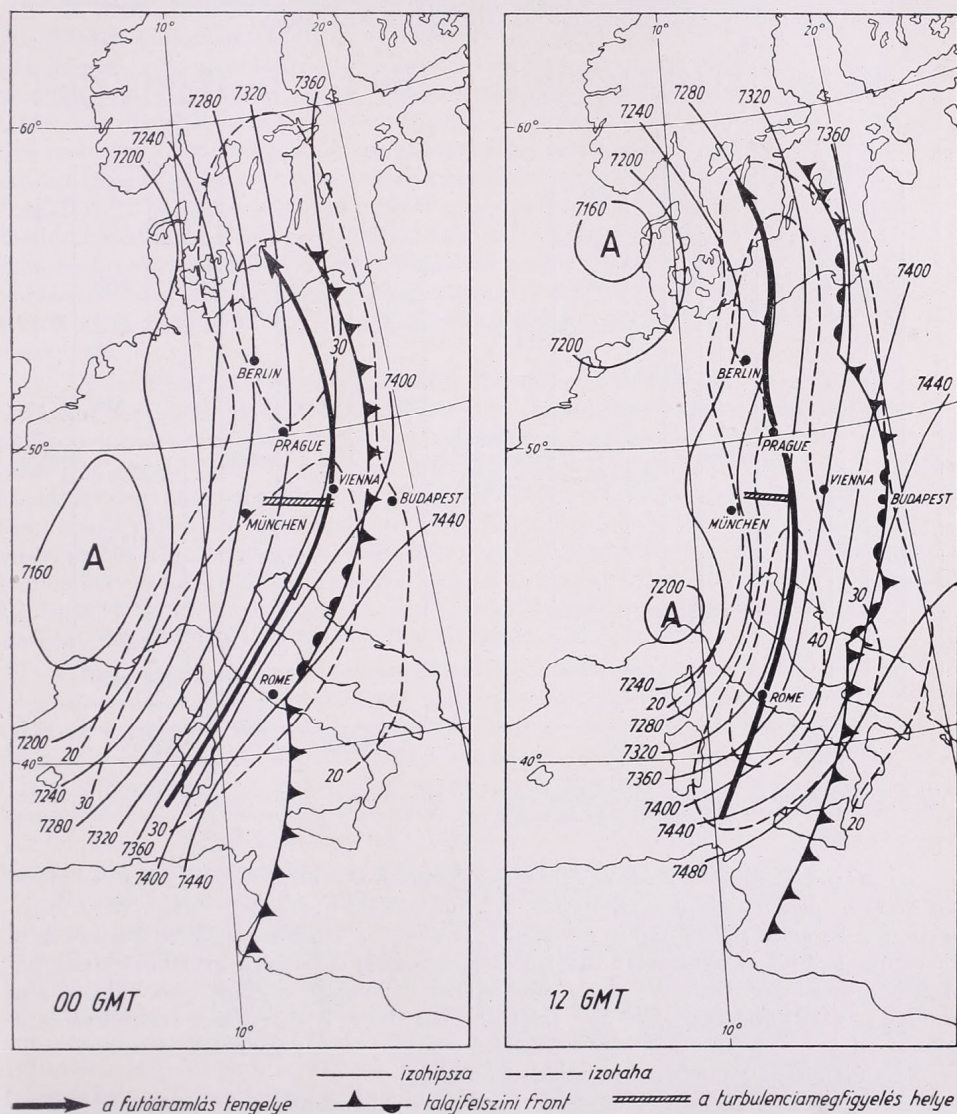 10°
20°
7360
7320
7280
7240
7200
60°
30
BERLIN
7400
PRAGUE
50°
VIENNA
BUDAPEST
MÜNCHEN
7440
A
7160
ROME
7200
20
40°
7240
30
7280
7320
30
7360
7400
7440
20
00 GMT
10°
10°
20°
7280
7320
7240
7360
7200
60°
7160
A
7400
7200
BERLIN
7440
PRAGUE
50°
VIENNA
BUDAPEST
MÜNCHEN
7200
A
30
40
7240
ROME
20
7280
7320
40°
7360
7400
7440
20
7480
12 GMT
10°
izohipsza izotaha
a futóáramlás tengelye talajfelszíni front a turbulenciamegfigyelés helye